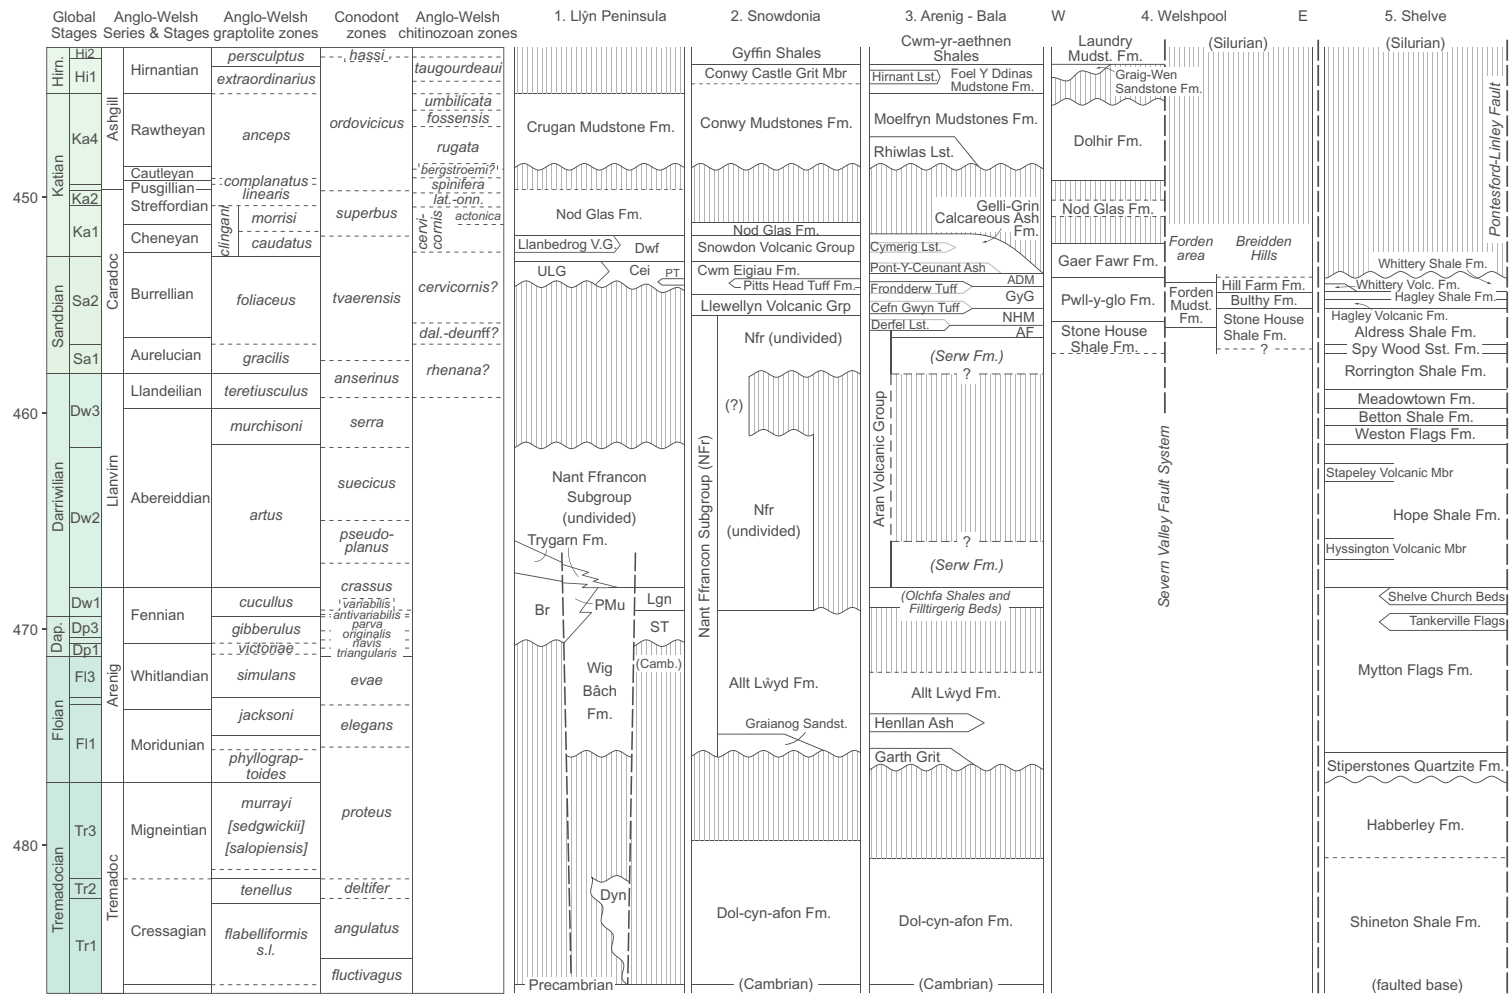 Global
Stages
Anglo-Welsh
Series & Stages
Anglo-Welsh
graptolite zones
Conodont
zones
Anglo-Welsh
chitinozoan zones
1. Llŷn Peninsula
2. Snowdonia
3. Arenig - Bala
W
4. Welshpool
E
5. Shelve
450
460
470
480
Hirn.
Katian
Sandbian
Darriwilian
Dap.
Floian
Tremadocian
Hi2
Hi1
Ka4
Ka2
Ka1
Sa2
Sa1
Dw3
Dw2
Dw1
Dp3
Dp1
Fl3
Fl1
Tr3
Tr2
Tr1
Ashgill
Caradoc
Llanvirn
Arenig
Tremadoc
Hirnantian
Rawtheyan
Cautleyan
Pusgillian
Streffordian
Cheneyan
Burrellian
Aurelucian
Llandeilian
Abereiddian
Fennian
Whitlandian
Moridunian
Migneintian
Cressagian
persculptus
extraordinarius
anceps
complanatus
linearis
clingani
morrisi
caudatus
foliaceus
gracilis
teretiusculus
murchisoni
artus
cucullus
gibberulus
victoriae
simulans
jacksoni
phyllograp-
toides
murrayi
[sedgwickii]
[salopiensis]
tenellus
flabelliformis
s.l.
hassi
ordovicicus
superbus
tvaerensis
anserinus
serra
suecicus
pseudo-
planus
crassus
variabilis
antivariabilis
parva
originalis
navis
triangularis
evae
elegans
proteus
deltifer
angulatus
fluctivagus
taugourdeaui
umbilicata
fossensis
rugata
bergstroemi?
spinifera
lat.-onn.
cervi-
cornis
actonica
cervicornis?
dal.-deunff?
rhenana?
Crugan Mudstone Fm.
Nod Glas Fm.
Llanbedrog V.G.
Dwf
ULG
Cei
PT
Nant Ffrancon
Subgroup
(undivided)
Trygarn Fm.
Br
PMu
Lgn
ST
(Camb.)
Wig
Bâch
Fm.
Dyn
Precambrian
Gyffin Shales
Conwy Castle Grit Mbr
Conwy Mudstones Fm.
Nod Glas Fm.
Snowdon Volcanic Group
Cwm Eigiau Fm.
Pitts Head Tuff Fm.
Llewellyn Volcanic Grp
Nfr (undivided)
(?)
Nant Ffrancon Subgroup (NFr)
Nfr
(undivided)
Allt Lŵyd Fm.
Graianog Sandst.
Dol-cyn-afon Fm.
(Cambrian)
Cwm-yr-aethnen
Shales
Hirnant Lst.
Foel Y Ddinas
Mudstone Fm.
Moelfryn Mudstones Fm.
Rhiwlas Lst.
Gelli-Grin
Calcareous Ash
Fm.
Cymerig Lst.
Pont-Y-Ceunant Ash
ADM
Frondderw Tuff
GyG
Cefn Gwyn Tuff
NHM
Derfel Lst.
AF
(Serw Fm.)
?
Aran Volcanic Group
?
(Serw Fm.)
(Olchfa Shales and
Filltirgerig Beds)
Allt Lŵyd Fm.
Henllan Ash
Garth Grit
Dol-cyn-afon Fm.
(Cambrian)
Laundry
Mudst. Fm.
(Silurian)
Graig-Wen
Sandstone Fm.
Dolhir Fm.
Nod Glas Fm.
Gaer Fawr Fm.
Pwll-y-glo Fm.
Stone House
Shale Fm.
Forden
area
Breidden
Hills
Forden
Mudst.
Fm.
Hill Farm Fm.
Bulthy Fm.
Stone House
Shale Fm.
?
Severn Valley Fault System
(Silurian)
Pontesford-Linley Fault
Whittery Shale Fm.
Whittery Volc. Fm.
Hagley Shale Fm.
Hagley Volcanic Fm.
Aldress Shale Fm.
Spy Wood Sst. Fm.
Rorrington Shale Fm.
Meadowtown Fm.
Betton Shale Fm.
Weston Flags Fm.
Stapeley Volcanic Mbr
Hope Shale Fm.
Hyssington Volcanic Mbr
Shelve Church Beds
Tankerville Flags
Mytton Flags Fm.
Stiperstones Quartzite Fm.
Habberley Fm.
Shineton Shale Fm.
(faulted base)